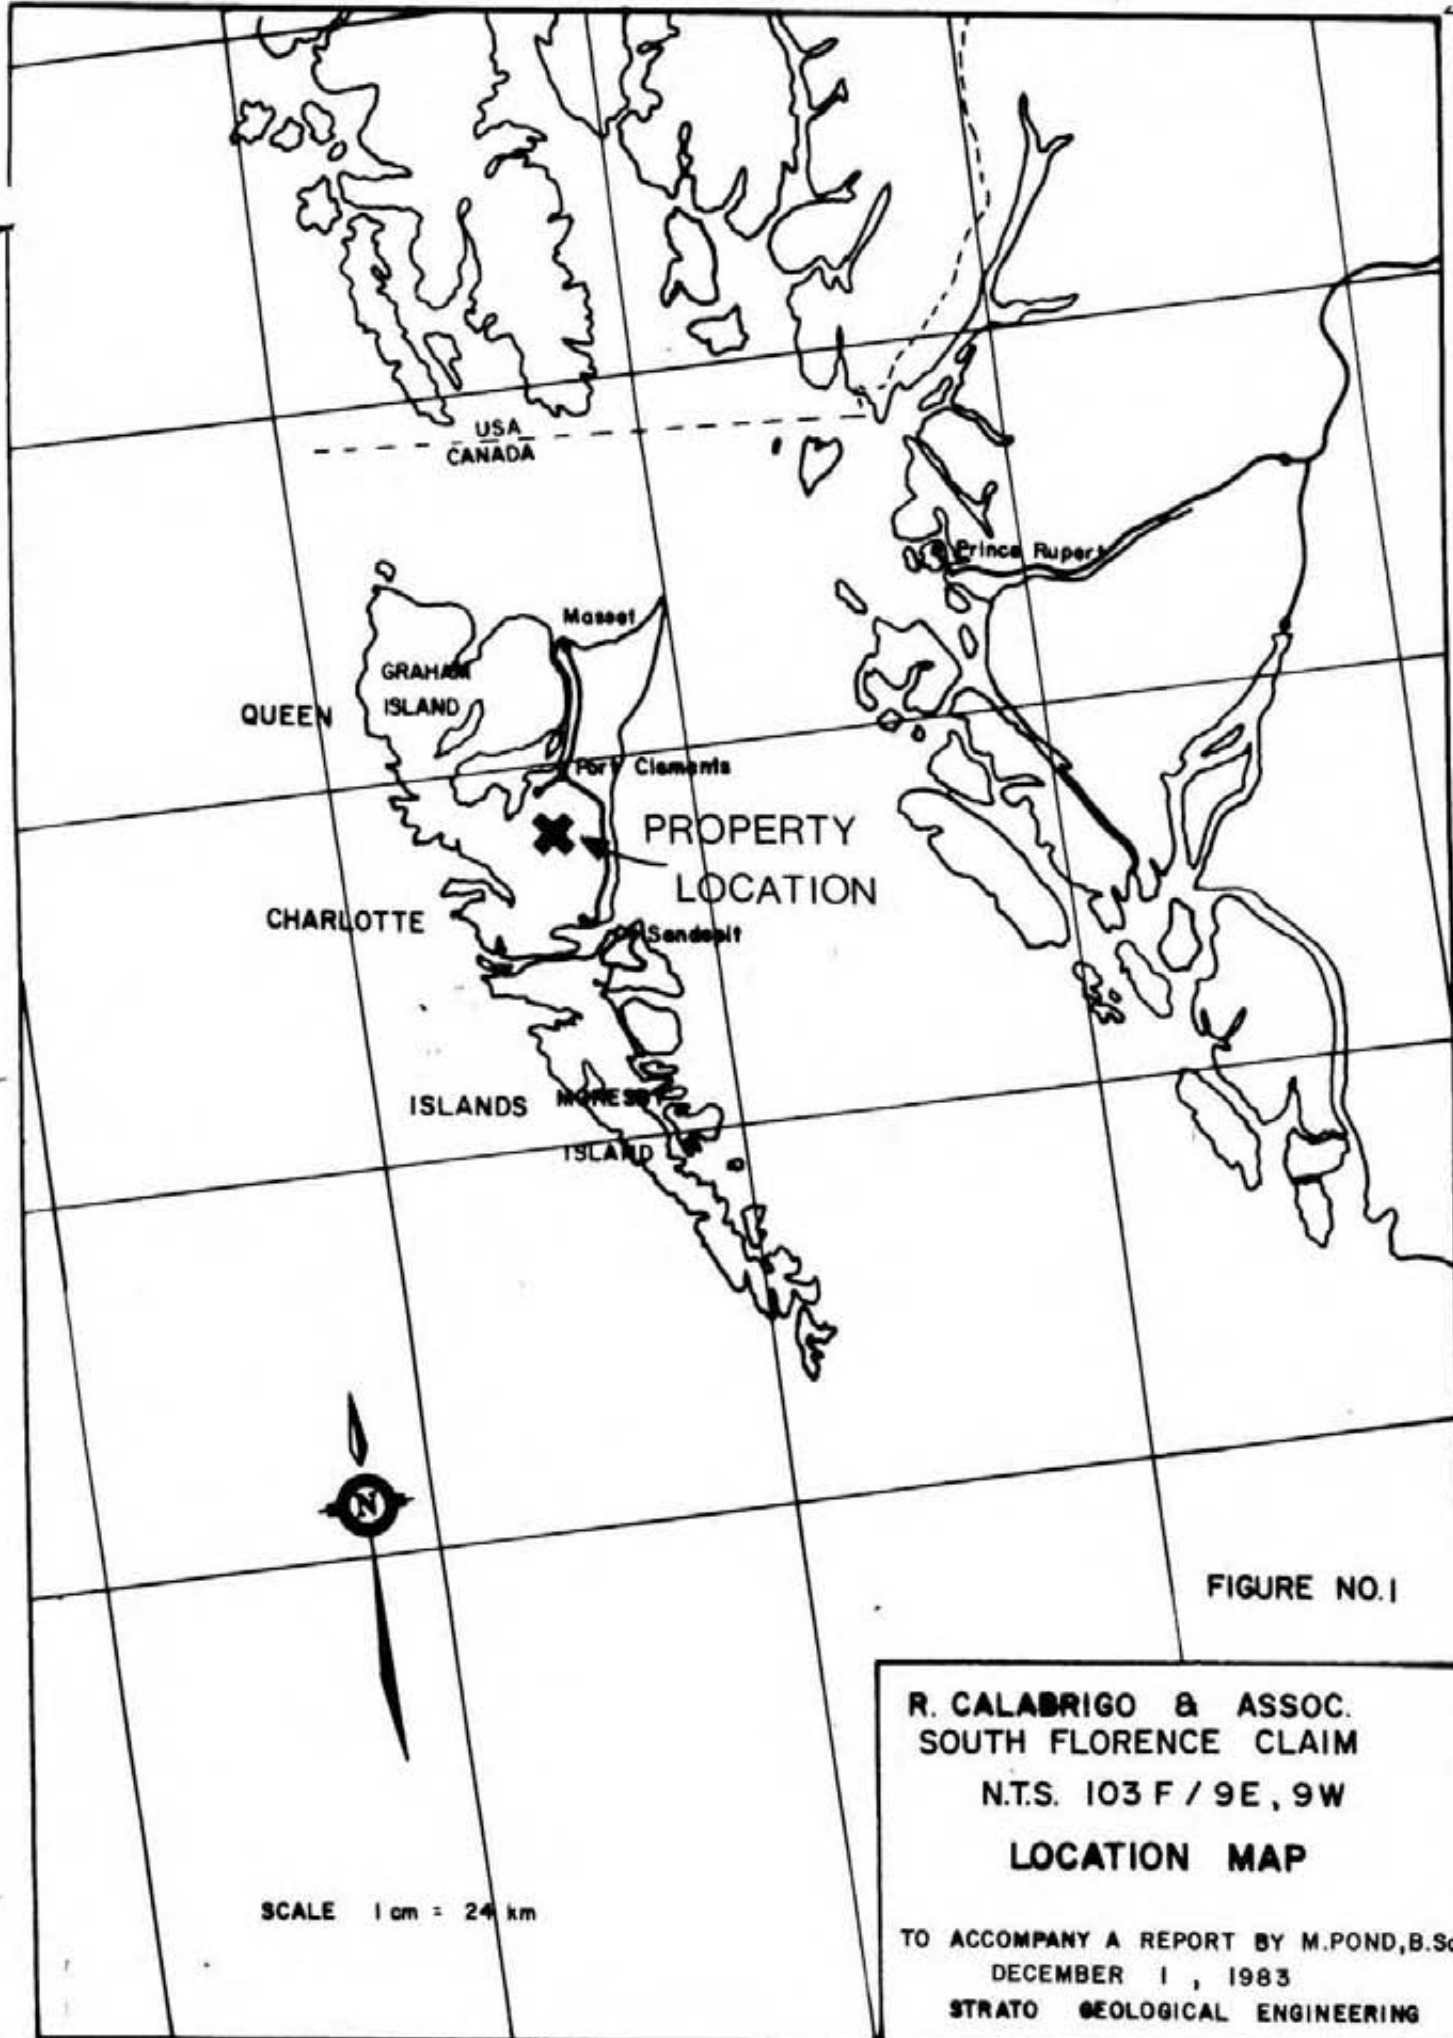 USA
CANADA
Prince Rupert
Masset
GRAHAM
ISLAND
QUEEN
Port Clements
PROPERTY
LOCATION
CHARLOTTE
Sandspit
ISLANDS
MORESBY
ISLAND
N
FIGURE NO.1
R. CALABRIGO & ASSOC.
SOUTH FLORENCE CLAIM
N.T.S. 103 F / 9E, 9W
LOCATION MAP
SCALE 1 cm = 24 km
TO ACCOMPANY A REPORT BY M.POND, B.Sc
DECEMBER 1, 1983
STRATO GEOLOGICAL ENGINEERING